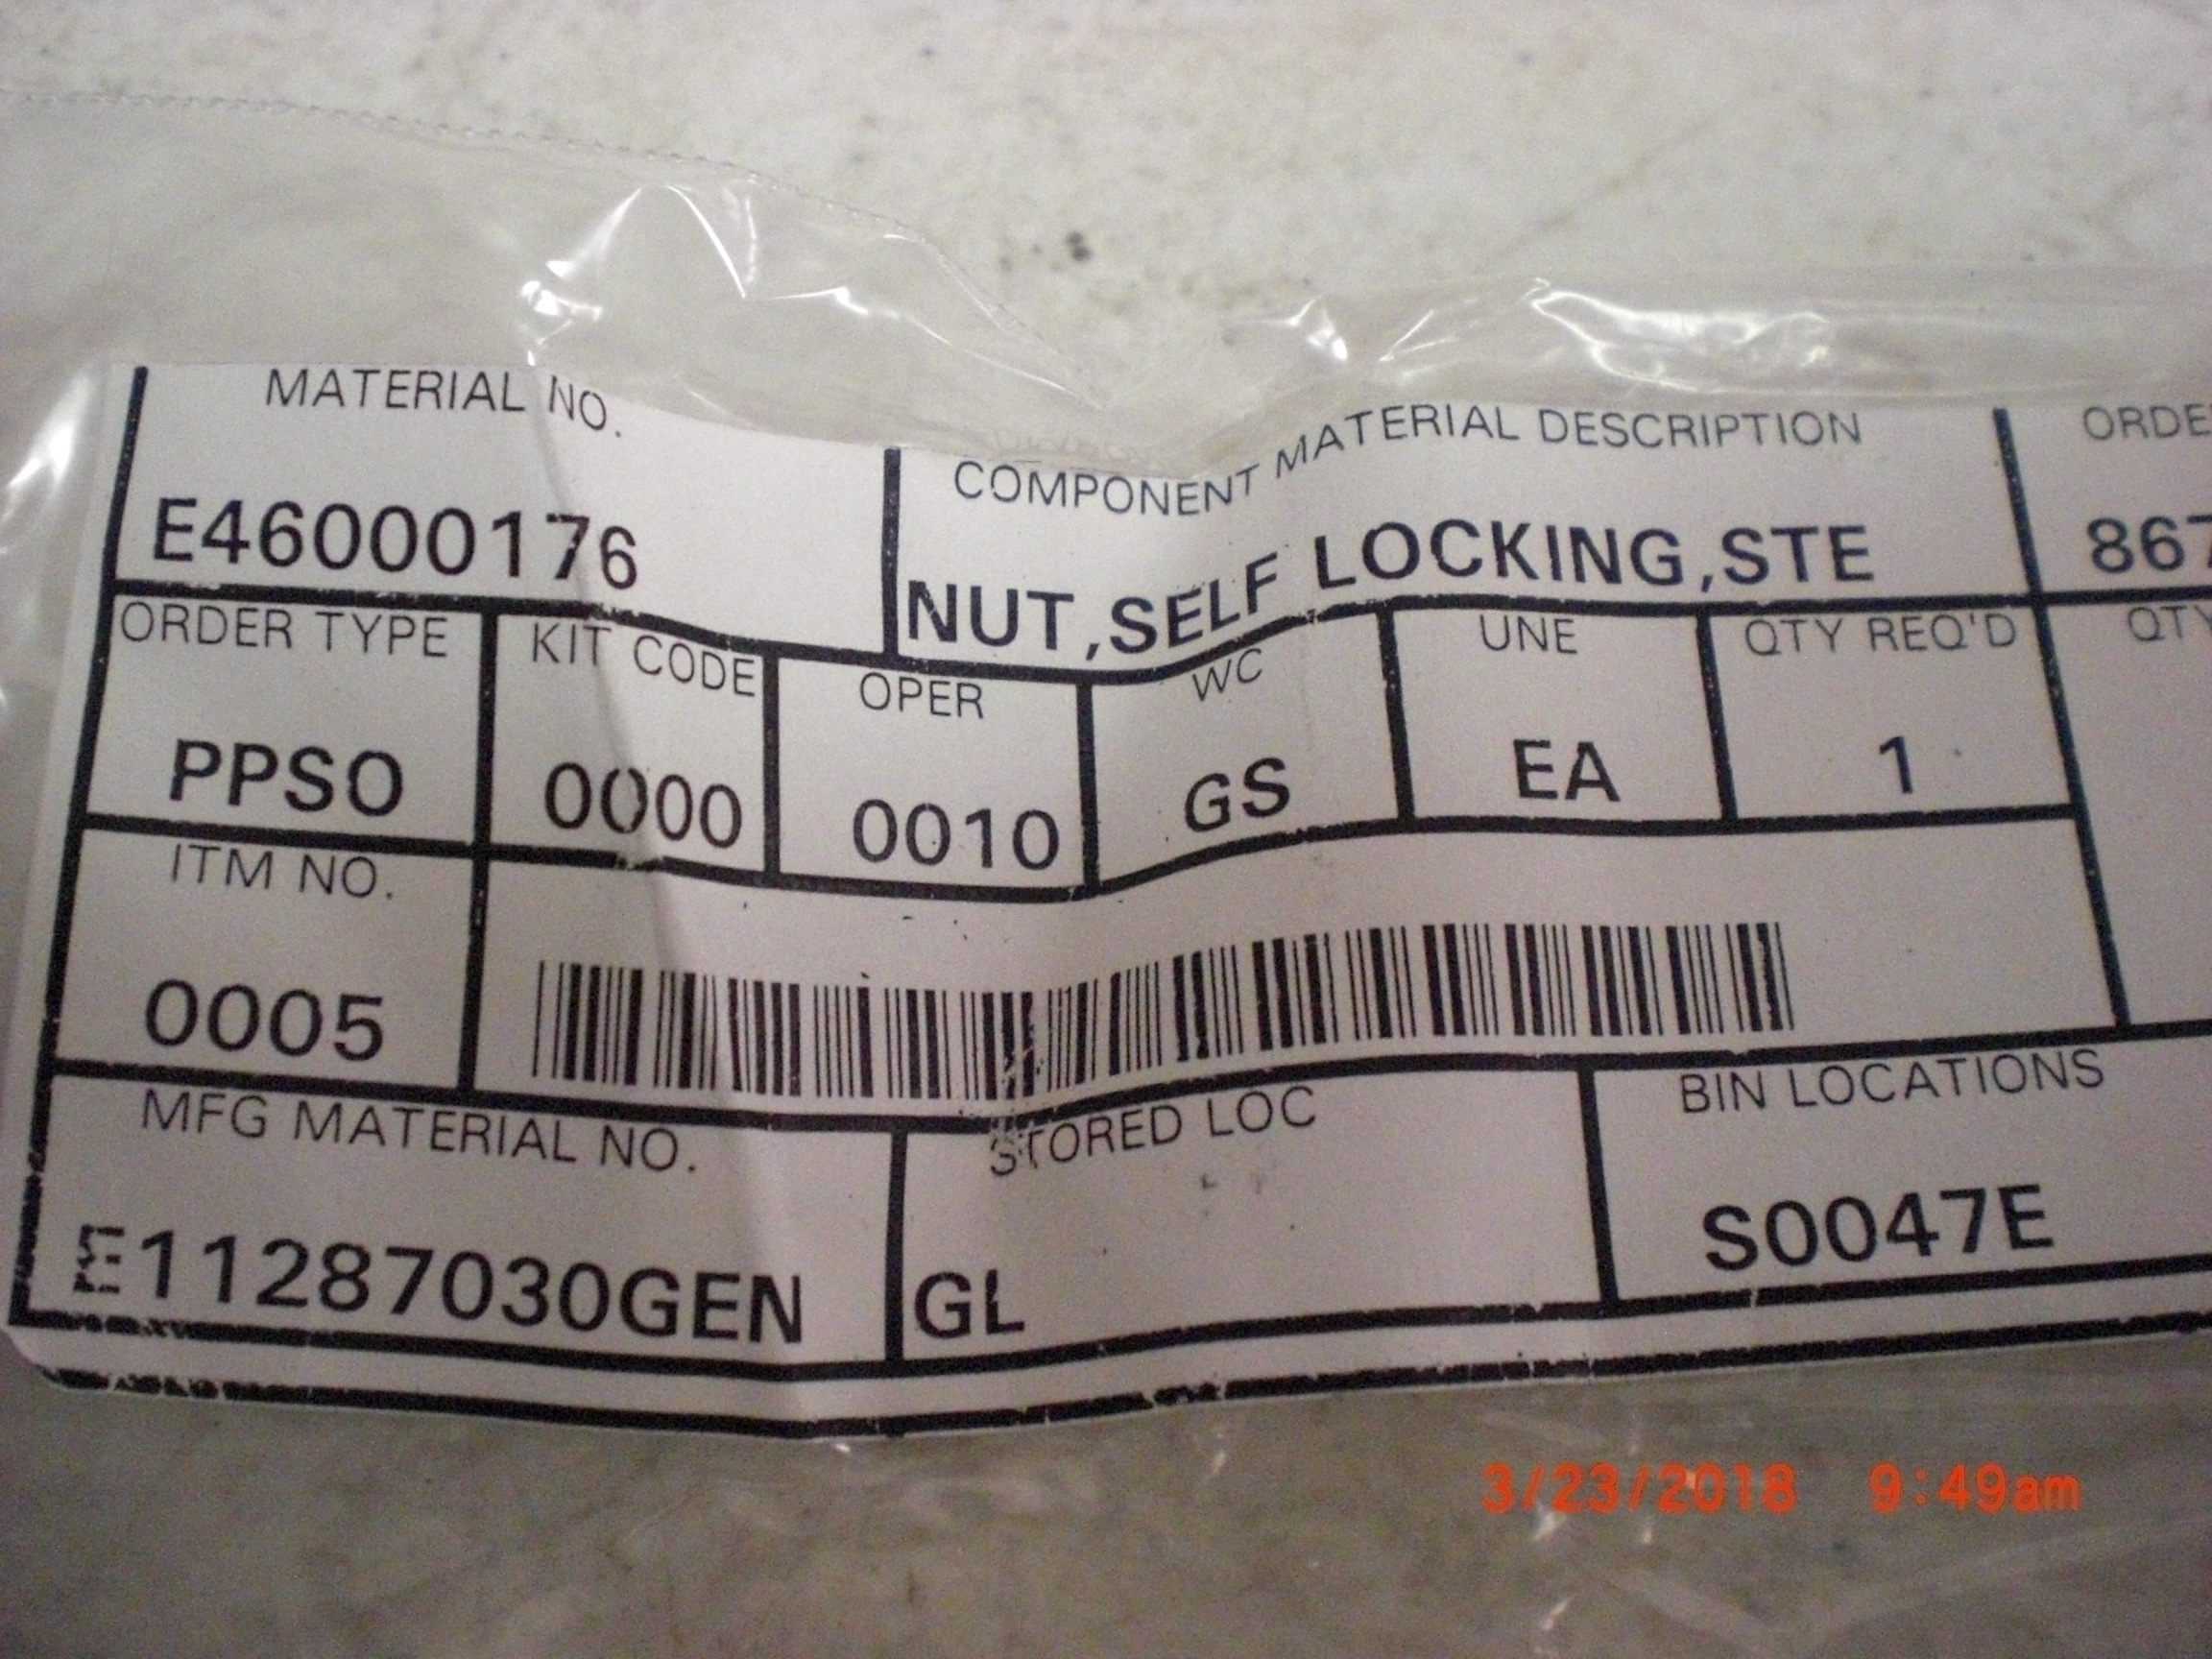 MATERIAL NO.
COMPONENT MATERIAL DESCRIPTION
E46000176
NUT,SELF LOCKING,STE
ORDER TYPE
KIT CODE
OPER
WC
UNE
QTY REQ'D
QTY
PPSO
0000
0010
GS
EA
1
ITM NO.
0005
MFG MATERIAL NO.
STORED LOC
BIN LOCATIONS
E11287030GEN
GL
S0047E
3/23/2018 9:49am